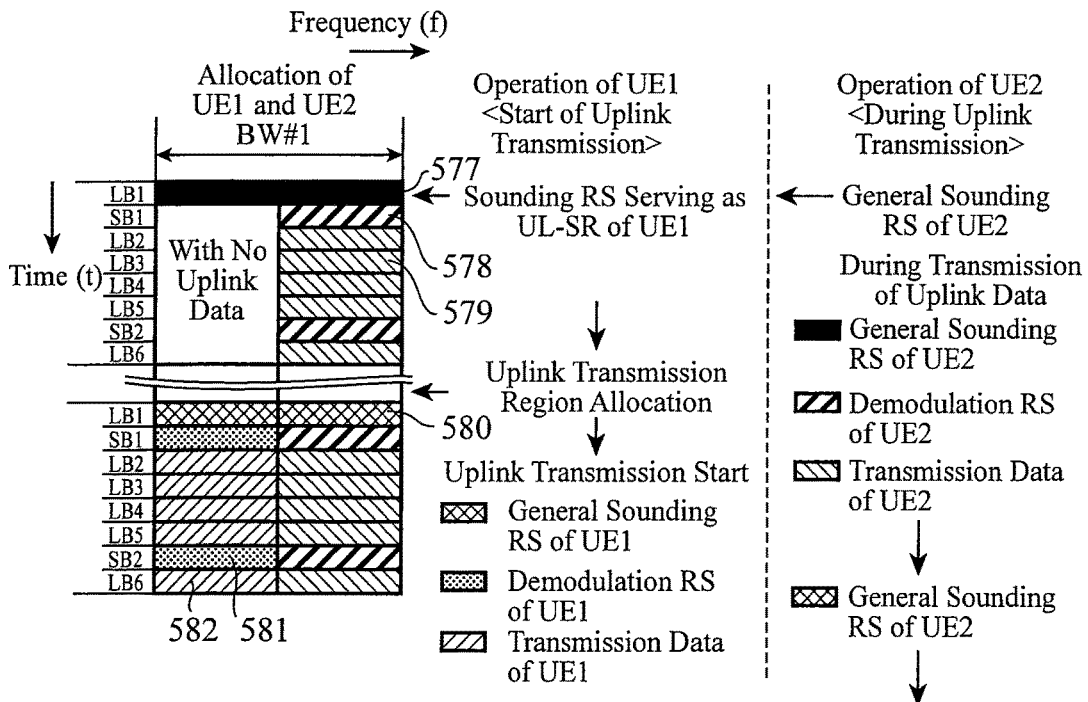 Frequency (f)
Allocation of
UE1 and UE2
BW#1
Operation of UE1
<Start of Uplink
Transmission>
Operation of UE2
<During Uplink
Transmission>
577
LB1
SB1
LB2
LB3
LB4
LB5
SB2
LB6
Time (t)
With No
Uplink
Data
578
579
Sounding RS Serving as
UL-SR of UE1
General Sounding
RS of UE2
During Transmission
of Uplink Data
General Sounding
RS of UE2
Uplink Transmission
Region Allocation
Demodulation RS
of UE2
LB1
SB1
LB2
LB3
LB4
LB5
SB2
LB6
580
582
581
Uplink Transmission Start
Transmission Data
of UE2
General Sounding
RS of UE1
Demodulation RS
of UE1
Transmission Data
of UE1
General Sounding
RS of UE2